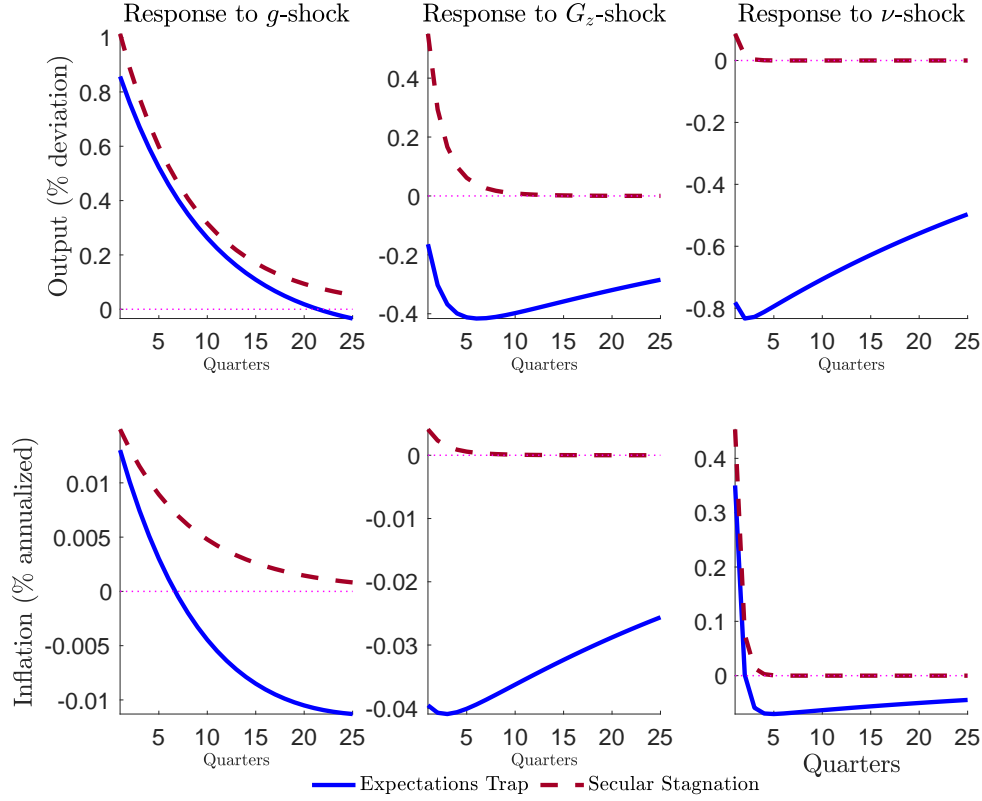 Response to g-shock
Response to G_z-shock
Response to ν-shock
Output (% deviation)
1
0.8
0.6
0.4
0.2
0
5 10 15 20 25
Quarters
0.4
0.2
0
-0.2
-0.4
5 10 15 20 25
Quarters
0
-0.2
-0.4
-0.6
-0.8
5 10 15 20 25
Quarters
Inflation (% annualized)
0.01
0.005
0
-0.005
-0.01
5 10 15 20 25
Quarters
0
-0.01
-0.02
-0.03
-0.04
5 10 15 20 25
Quarters
0.4
0.3
0.2
0.1
0
5 10 15 20 25
Quarters
Expectations Trap
Secular Stagnation